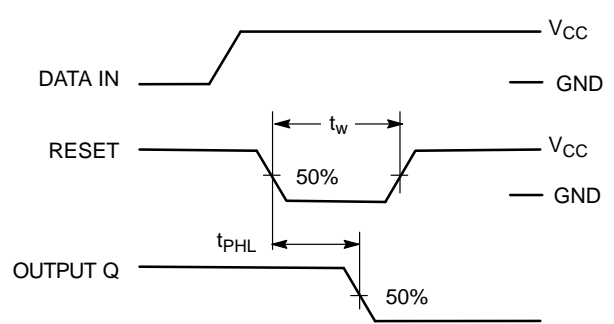 V_CC
DATA IN
GND
t_w
RESET
V_CC
50%
GND
t_PHL
OUTPUT Q
50%